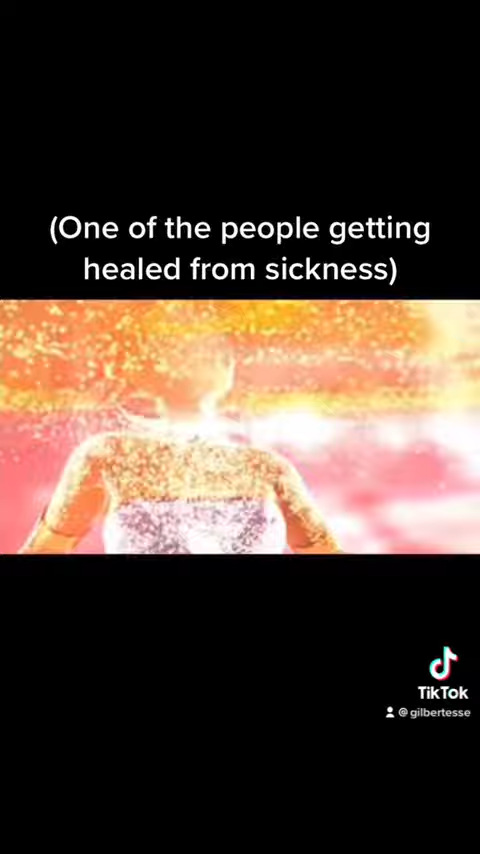 (One of the people getting
healed from sickness)
TikTok
@gilbertesse